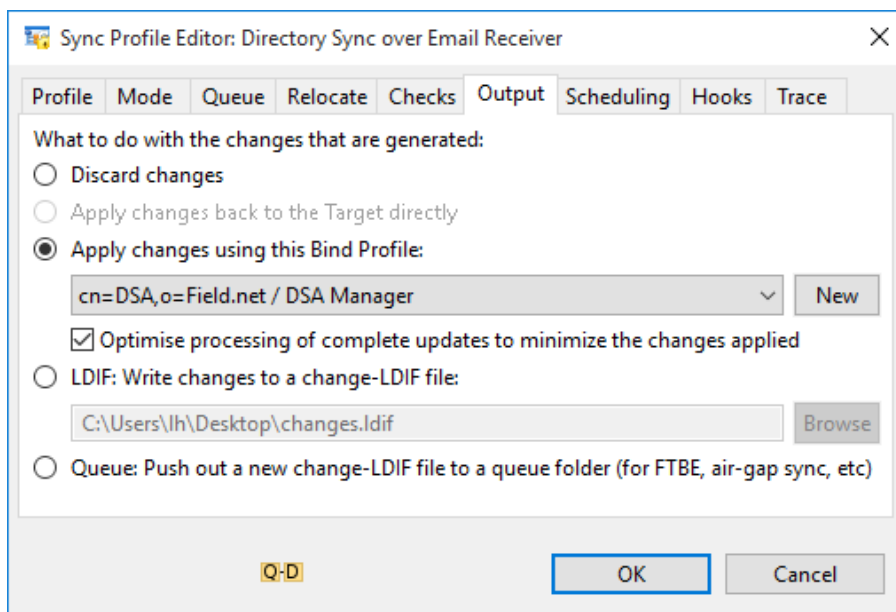 Sync Profile Editor: Directory Sync over Email Receiver
Profile Mode Queue Relocate Checks Output Scheduling Hooks Trace
What to do with the changes that are generated:
Discard changes
Apply changes back to the Target directly
Apply changes using this Bind Profile:
cn=DSA,o=Field.net / DSA Manager New
Optimise processing of complete updates to minimize the changes applied
LDIF: Write changes to a change-LDIF file:
C:\Users\lh\Desktop\changes.ldif Browse
Queue: Push out a new change-LDIF file to a queue folder (for FTBE, air-gap sync, etc)
Q-D OK Cancel